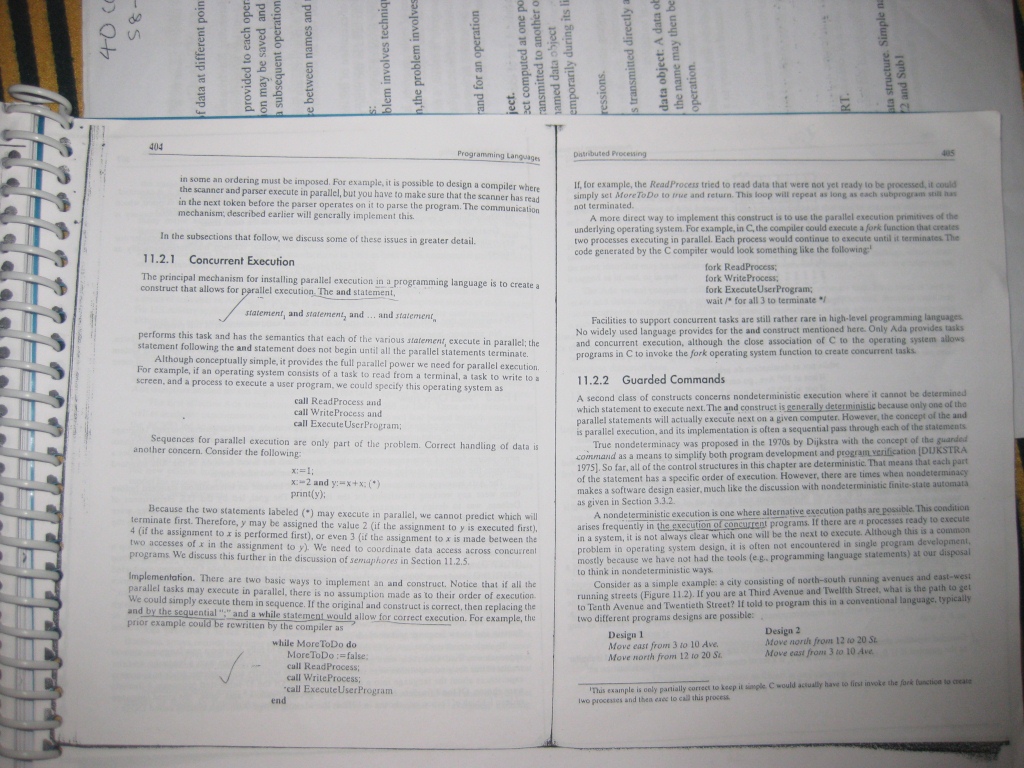 40
58-
of data at different poin
provided to each oper
on may be saved and
subsequent operation
e between names and
s:
blem involves techniq
n,the problem involves
rand for an operation
ject.
ect computed at one po
ransmitted to another o
amed data object
emporarily during its li
ressions.
s transmitted directly a
data object: A data ob
the name may then be
operation.
RT.
ata structure. Simple na
T2 and Sub1
404
Programming Languages
in some an ordering must be imposed. For example, it is possible to design a compiler where
the scanner and parser execute in parallel, but you have to make sure that the scanner has read
in the next token before the parser operates on it to parse the program. The communication
mechanism, described earlier will generally implement this.
In the subsections that follow, we discuss some of these issues in greater detail.
11.2.1 Concurrent Execution
The principal mechanism for installing parallel execution in a programming language is to create a
construct that allows for parallel execution. The and statement,
statement₁ and statement₂ and ... and statementₙ
performs this task and has the semantics that each of the various statementᵢ execute in parallel; the
statement following the and statement does not begin until all the parallel statements terminate.
Although conceptually simple, it provides the full parallel power we need for parallel execution.
For example, if an operating system consists of a task to read from a terminal, a task to write to a
screen, and a process to execute a user program, we could specify this operating system as
call ReadProcess and
call WriteProcess and
call ExecuteUserProgram;
Sequences for parallel execution are only part of the problem. Correct handling of data is
another concern. Consider the following:
x:=1;
x:=2 and y:=x+x; (*)
print(y);
Because the two statements labeled (*) may execute in parallel, we cannot predict which will
terminate first. Therefore, y may be assigned the value 2 (if the assignment to y is executed first),
4 (if the assignment to x is performed first), or even 3 (if the assignment to x is made between the
two accesses of x in the assignment to y). We need to coordinate data access across concurrent
programs. We discuss this further in the discussion of semaphores in Section 11.2.5.
Implementation. There are two basic ways to implement an and construct. Notice that if all the
parallel tasks may execute in parallel, there is no assumption made as to their order of execution.
We could simply execute them in sequence. If the original and construct is correct, then replacing the
and by the sequential ";" and a while statement would allow for correct execution. For example, the
prior example could be rewritten by the compiler as
while MoreToDo do
MoreToDo :=false;
call ReadProcess;
call WriteProcess;
call ExecuteUserProgram
end
Distributed Processing
405
If, for example, the ReadProcess tried to read data that were not yet ready to be processed, it could
simply set MoreToDo to true and return. This loop will repeat as long as each subprogram still has
not terminated.
A more direct way to implement this construct is to use the parallel execution primitives of the
underlying operating system. For example, in C, the compiler could execute a fork function that creates
two processes executing in parallel. Each process would continue to execute until it terminates. The
code generated by the C compiler would look something like the following:¹
fork ReadProcess;
fork WriteProcess;
fork ExecuteUserProgram;
wait /* for all 3 to terminate */
Facilities to support concurrent tasks are still rather rare in high-level programming languages.
No widely used language provides for the and construct mentioned here. Only Ada provides tasks
and concurrent execution, although the close association of C to the operating system allows
programs in C to invoke the fork operating system function to create concurrent tasks.
11.2.2 Guarded Commands
A second class of constructs concerns nondeterministic execution where it cannot be determined
which statement to execute next. The and construct is generally deterministic because only one of the
parallel statements will actually execute next on a given computer. However, the concept of the and
is parallel execution, and its implementation is often a sequential pass through each of the statements.
True nondeterminacy was proposed in the 1970s by Dijkstra with the concept of the guarded
command as a means to simplify both program development and program verification [DIJKSTRA
1975]. So far, all of the control structures in this chapter are deterministic. That means that each part
of the statement has a specific order of execution. However, there are times when nondeterminacy
makes a software design easier, much like the discussion with nondeterministic finite-state automata
as given in Section 3.3.2.
A nondeterministic execution is one where alternative execution paths are possible. This condition
arises frequently in the execution of concurrent programs. If there are n processes ready to execute
in a system, it is not always clear which one will be the next to execute. Although this is a common
problem in operating system design, it is often not encountered in single program development,
mostly because we have not had the tools (e.g., programming language statements) at our disposal
to think in nondeterministic ways.
Consider as a simple example: a city consisting of north–south running avenues and east–west
running streets (Figure 11.2). If you are at Third Avenue and Twelfth Street, what is the path to get
to Tenth Avenue and Twentieth Street? If told to program this in a conventional language, typically
two different programs designs are possible:
Design 1 Design 2
Move east from 3 to 10 Ave. Move north from 12 to 20 St.
Move north from 12 to 20 St. Move east from 3 to 10 Ave.
¹This example is only partially correct to keep it simple. C would actually have to first invoke the fork function to create
two processes and then exec to call this process.